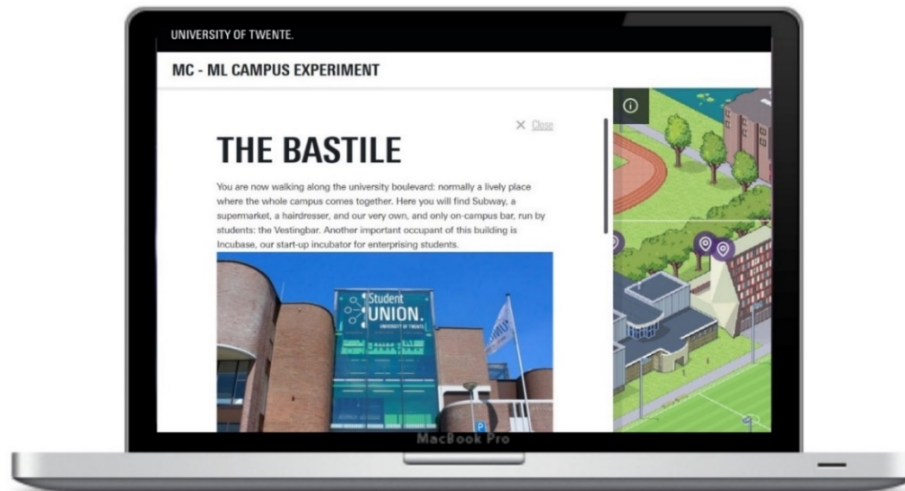 UNIVERSITY OF TWENTE.
MC - ML CAMPUS EXPERIMENT
Close
THE BASTILE
You are now walking along the university boulevard: normally a lively place
where the whole campus comes together. Here you will find Subway, a
supermarket, a hairdresser, and our very own, and only on-campus bar, run by
students: the Vestingbar. Another important occupant of this building is
Incubase, our start-up incubator for enterprising students.
Student
UNION.
UNIVERSITY OF TWENTE.
P
MacBook Pro